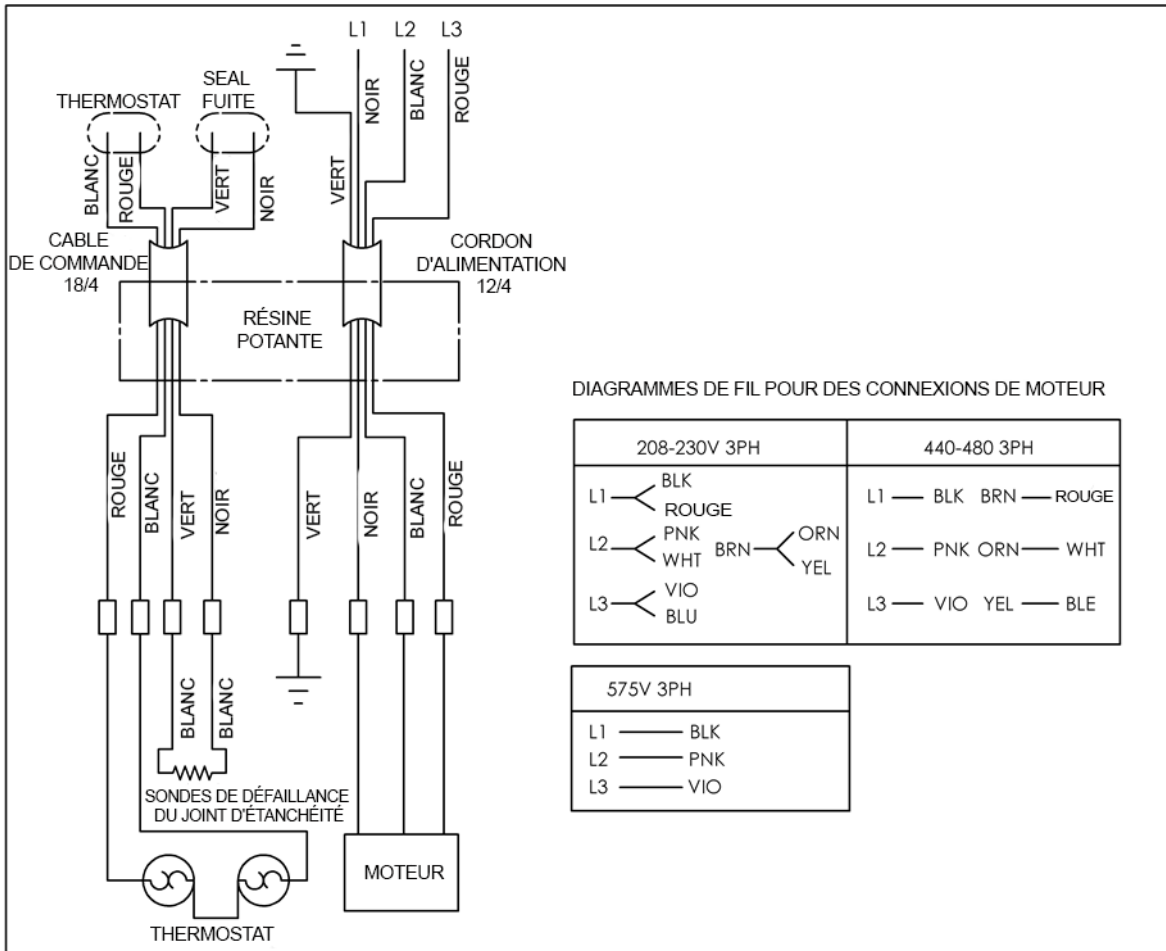 L1 L2 L3
THERMOSTAT
SEAL
FUITE
NOIR
BLANC
ROUGE
BLANC
ROUGE
VERT
NOIR
VERT
CABLE
DE COMMANDE
18/4
CORDON
D'ALIMENTATION
12/4
RÉSINE
POTANTE
ROUGE
BLANC
VERT
NOIR
VERT
NOIR
BLANC
ROUGE
BLANC
BLANC
SONDES DE DÉFAILLANCE
DU JOINT D'ÉTANCHÉITÉ
MOTEUR
THERMOSTAT
DIAGRAMMES DE FIL POUR DES CONNEXIONS DE MOTEUR
208-230V 3PH
L1 BLK
ROUGE
L2 PNK
WHT
BRN ORN
YEL
L3 VIO
BLU
440-480 3PH
L1 BLK BRN ROUGE
L2 PNK ORN WHT
L3 VIO YEL BLE
575V 3PH
L1 BLK
L2 PNK
L3 VIO